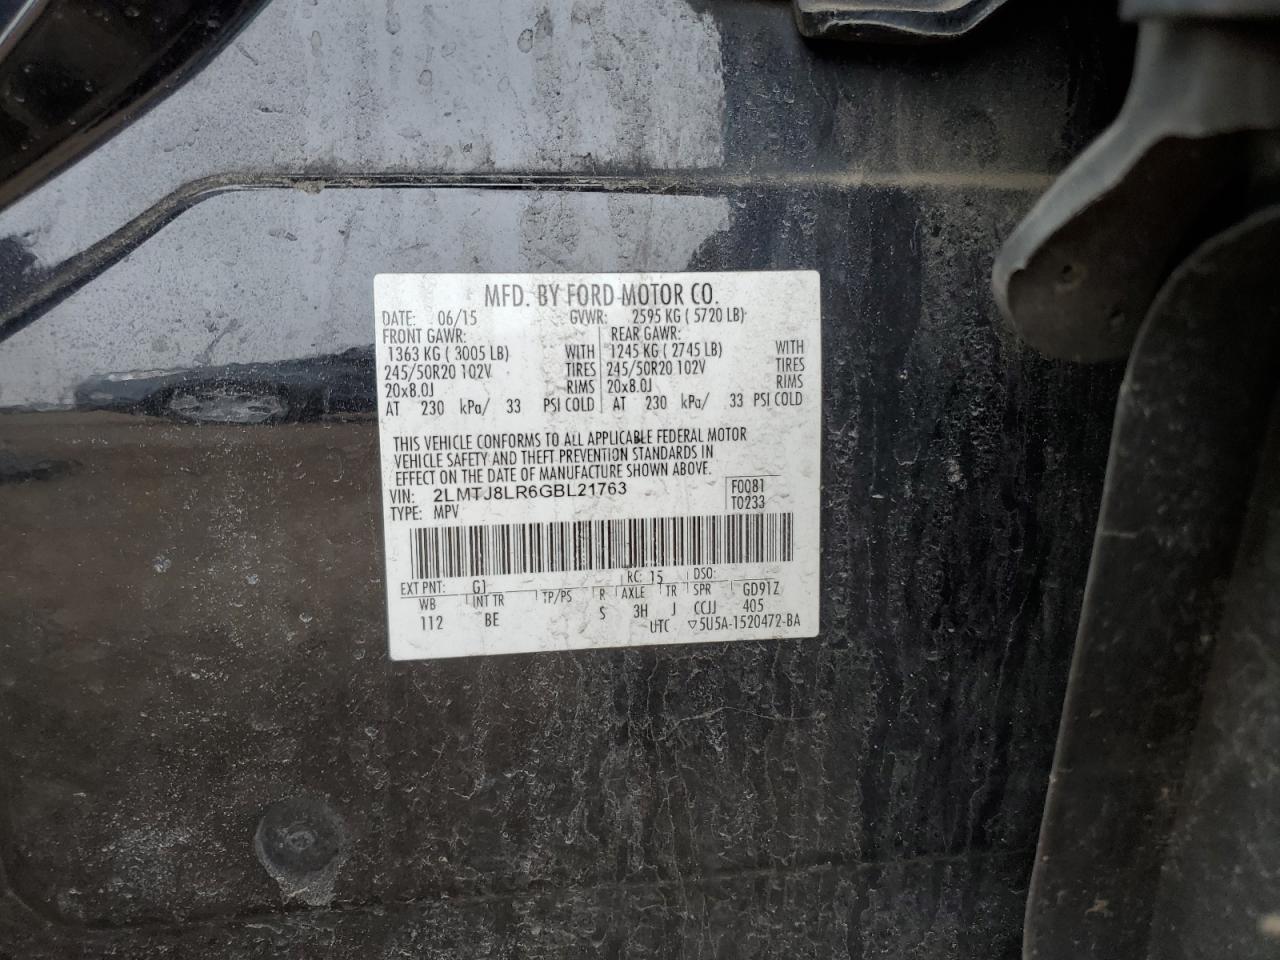 MFD. BY FORD MOTOR CO.
DATE: 06/15 GVWR: 2595 KG ( 5720 LB)
FRONT GAWR: REAR GAWR:
1363 KG ( 3005 LB) WITH 1245 KG ( 2745 LB) WITH
245/50R20 102V TIRES 245/50R20 102V TIRES
20x8.0J RIMS 20x8.0J RIMS
AT 230 kPa/ 33 PSI COLD AT 230 kPa/ 33 PSI COLD
THIS VEHICLE CONFORMS TO ALL APPLICABLE FEDERAL MOTOR
VEHICLE SAFETY AND THEFT PREVENTION STANDARDS IN
EFFECT ON THE DATE OF MANUFACTURE SHOWN ABOVE.
VIN: 2LMTJ8LR6GBL21763 F0081
TYPE: MPV T0233
EXT PNT: G1 RC: 15 DSO:
WB INT TR TP/PS R AXLE TR SPR GD91Z
112 BE S 3H J CCJJ 405
UTC ▽5U5A-1520472-BA